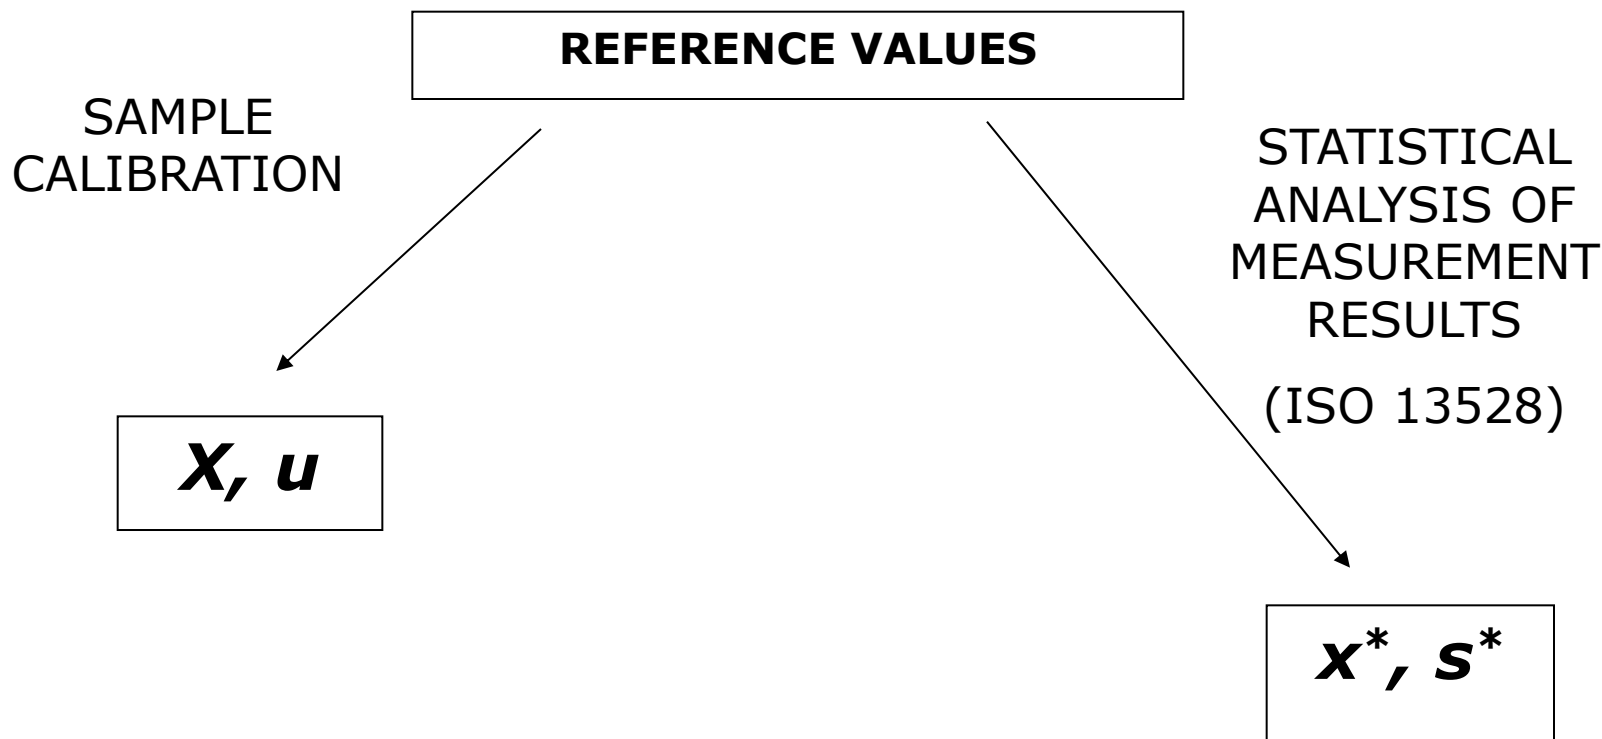 REFERENCE VALUES
SAMPLE
CALIBRATION
STATISTICAL
ANALYSIS OF
MEASUREMENT
RESULTS
(ISO 13528)
X, u
x*, s*